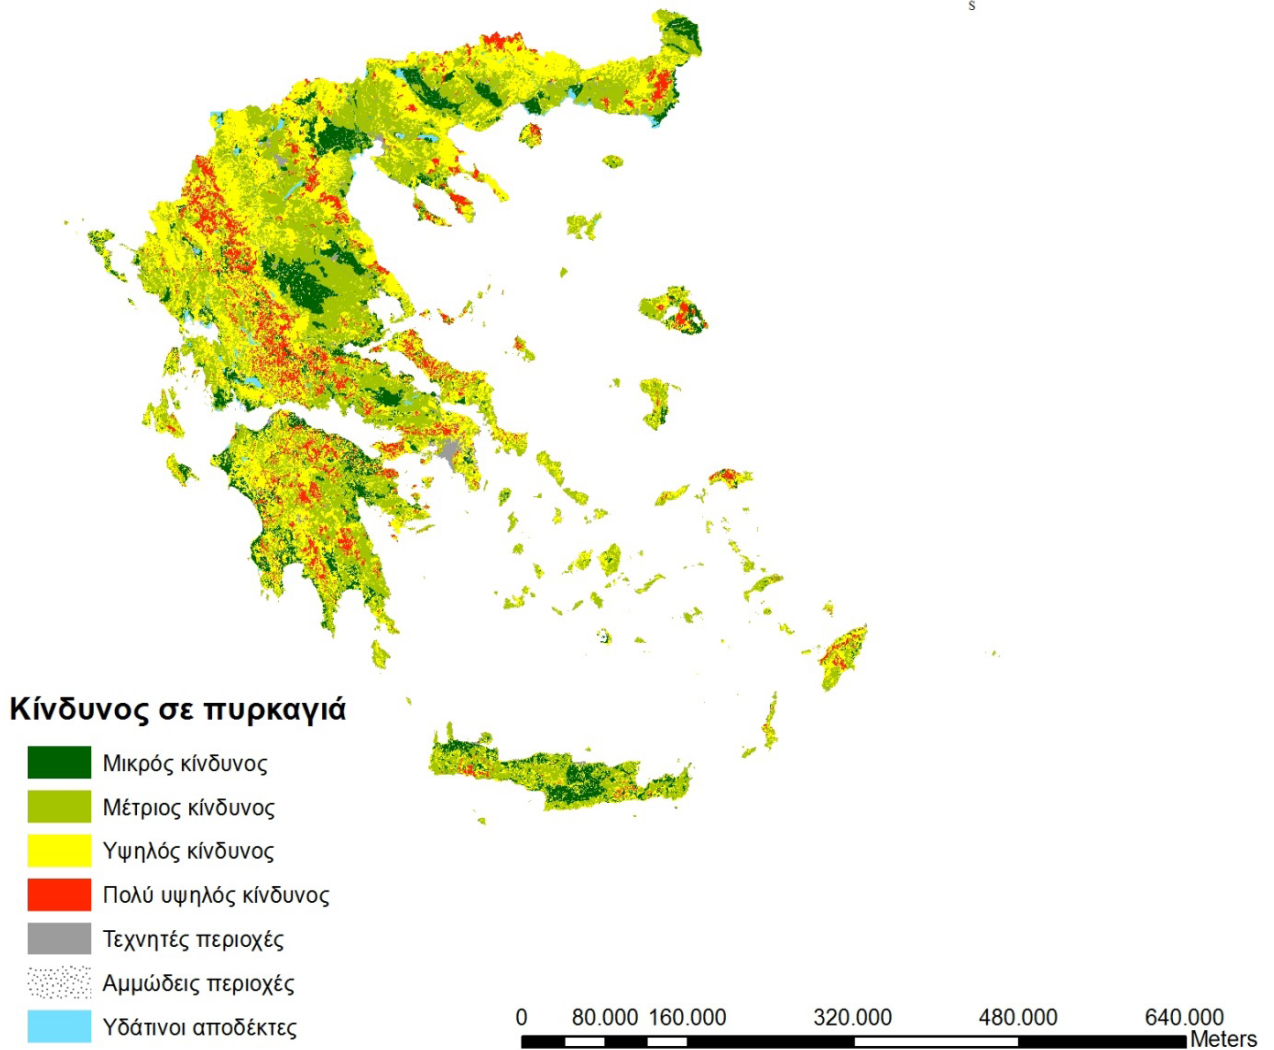 s
Κίνδυνος σε πυρκαγιά
Μικρός κίνδυνος
Μέτριος κίνδυνος
Υψηλός κίνδυνος
Πολύ υψηλός κίνδυνος
Τεχνητές περιοχές
Αμμώδεις περιοχές
Υδάτινοι αποδέκτες
0 80.000 160.000 320.000 480.000 640.000
Meters